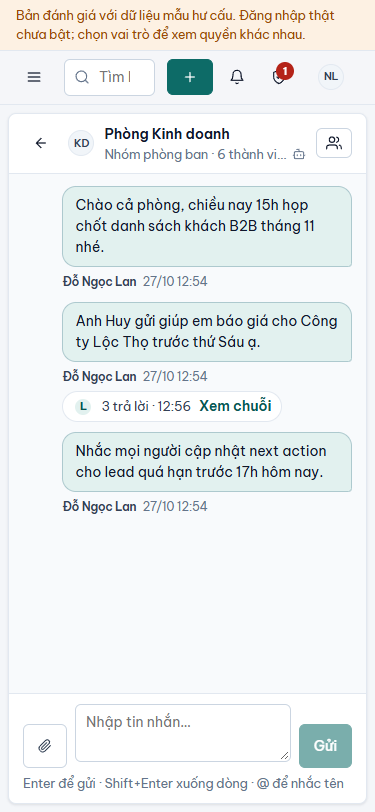 Bản đánh giá với dữ liệu mẫu hư cấu. Đăng nhập thật
chưa bật; chọn vai trò để xem quyền khác nhau.
Tìm
1
NL
KD
Phòng Kinh doanh
Nhóm phòng ban · 6 thành vi...
Chào cả phòng, chiều nay 15h họp
chốt danh sách khách B2B tháng 11
nhé.
Đỗ Ngọc Lan 27/10 12:54
Anh Huy gửi giúp em báo giá cho Công
ty Lộc Thọ trước thứ Sáu ạ.
Đỗ Ngọc Lan 27/10 12:54
L 3 trả lời · 12:56 Xem chuỗi
Nhắc mọi người cập nhật next action
cho lead quá hạn trước 17h hôm nay.
Đỗ Ngọc Lan 27/10 12:54
Nhập tin nhắn...
Gửi
Enter để gửi · Shift+Enter xuống dòng · @ để nhắc tên